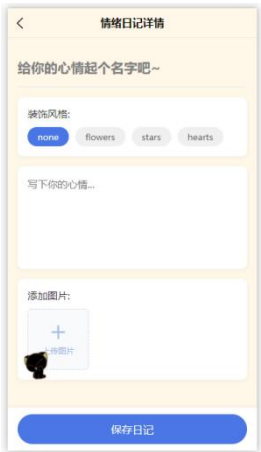 情绪日记详情
给你的心情起个名字吧~
装饰风格:
none flowers stars hearts
写下你的心情...
添加图片:
上传图片
保存日记